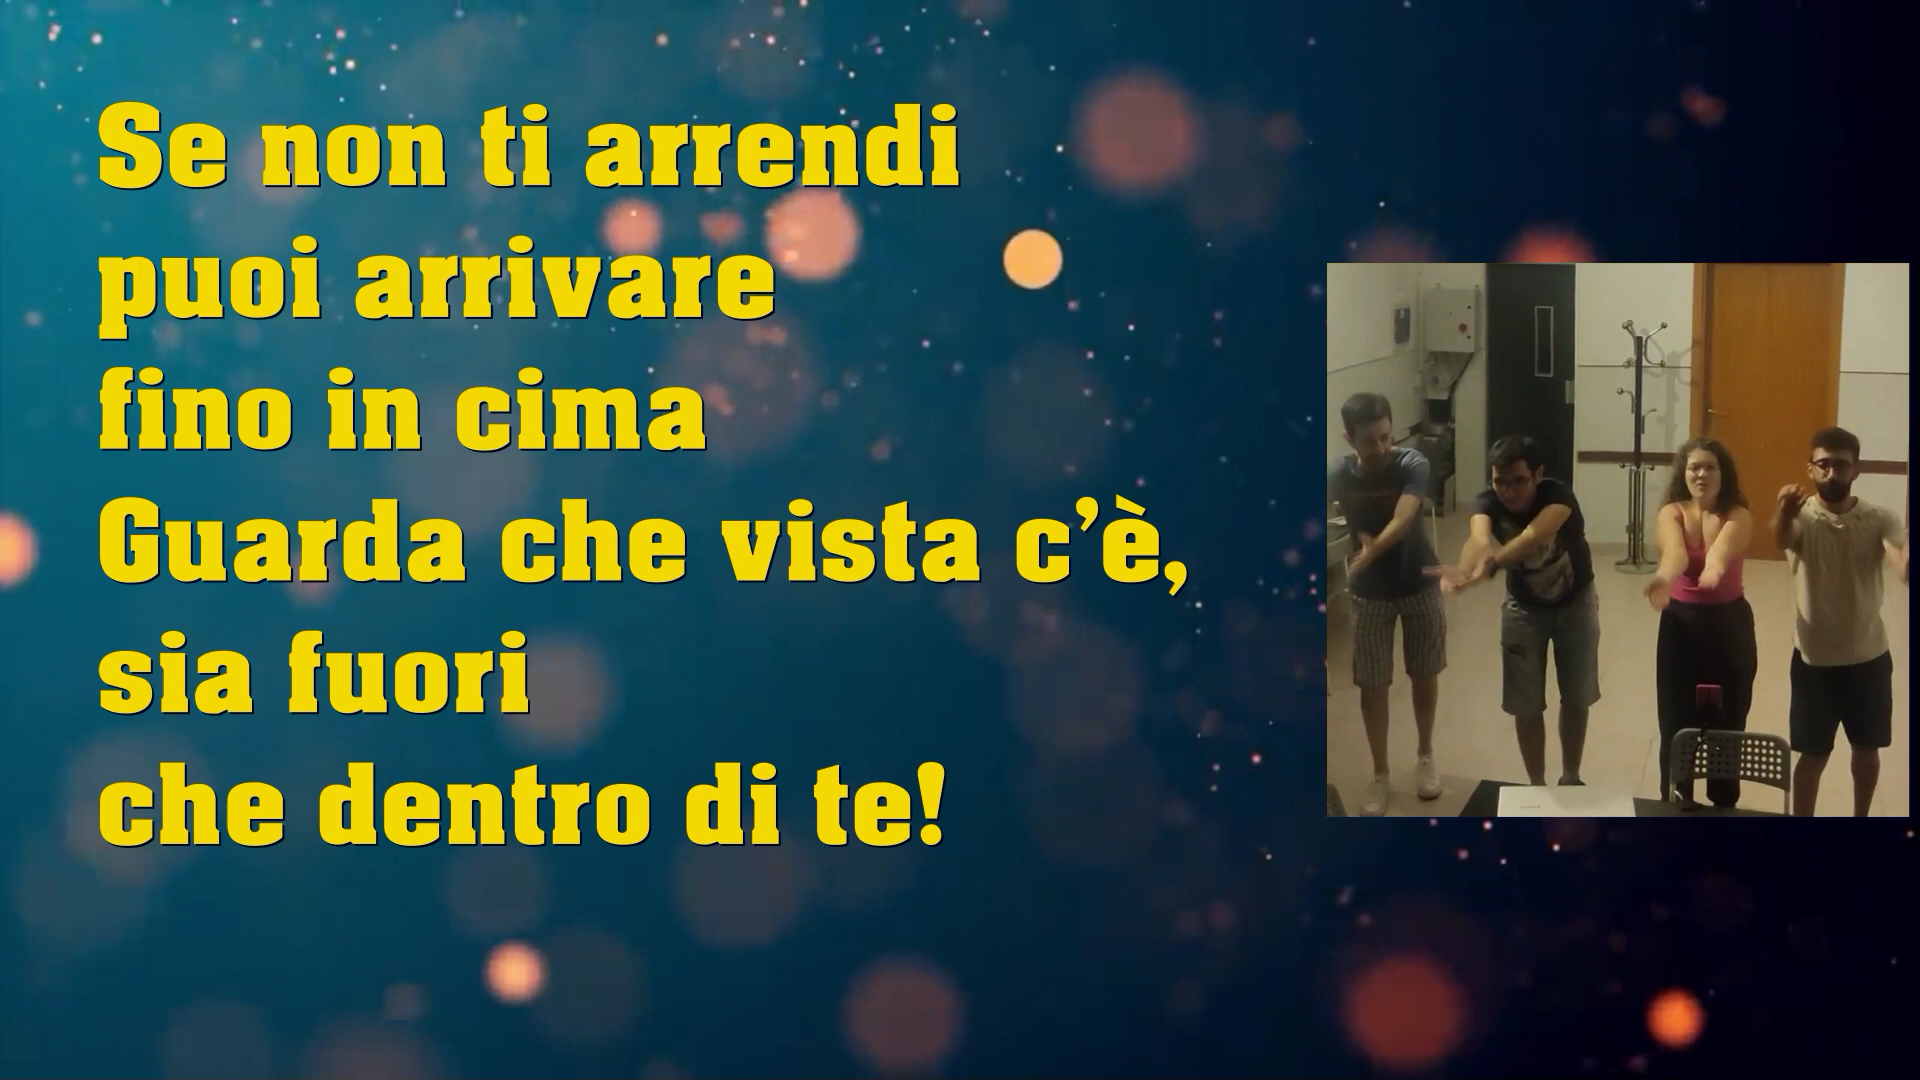 Se non ti arrendi
puoi arrivare
fino in cima
Guarda che vista c’è,
sia fuori
che dentro di te!